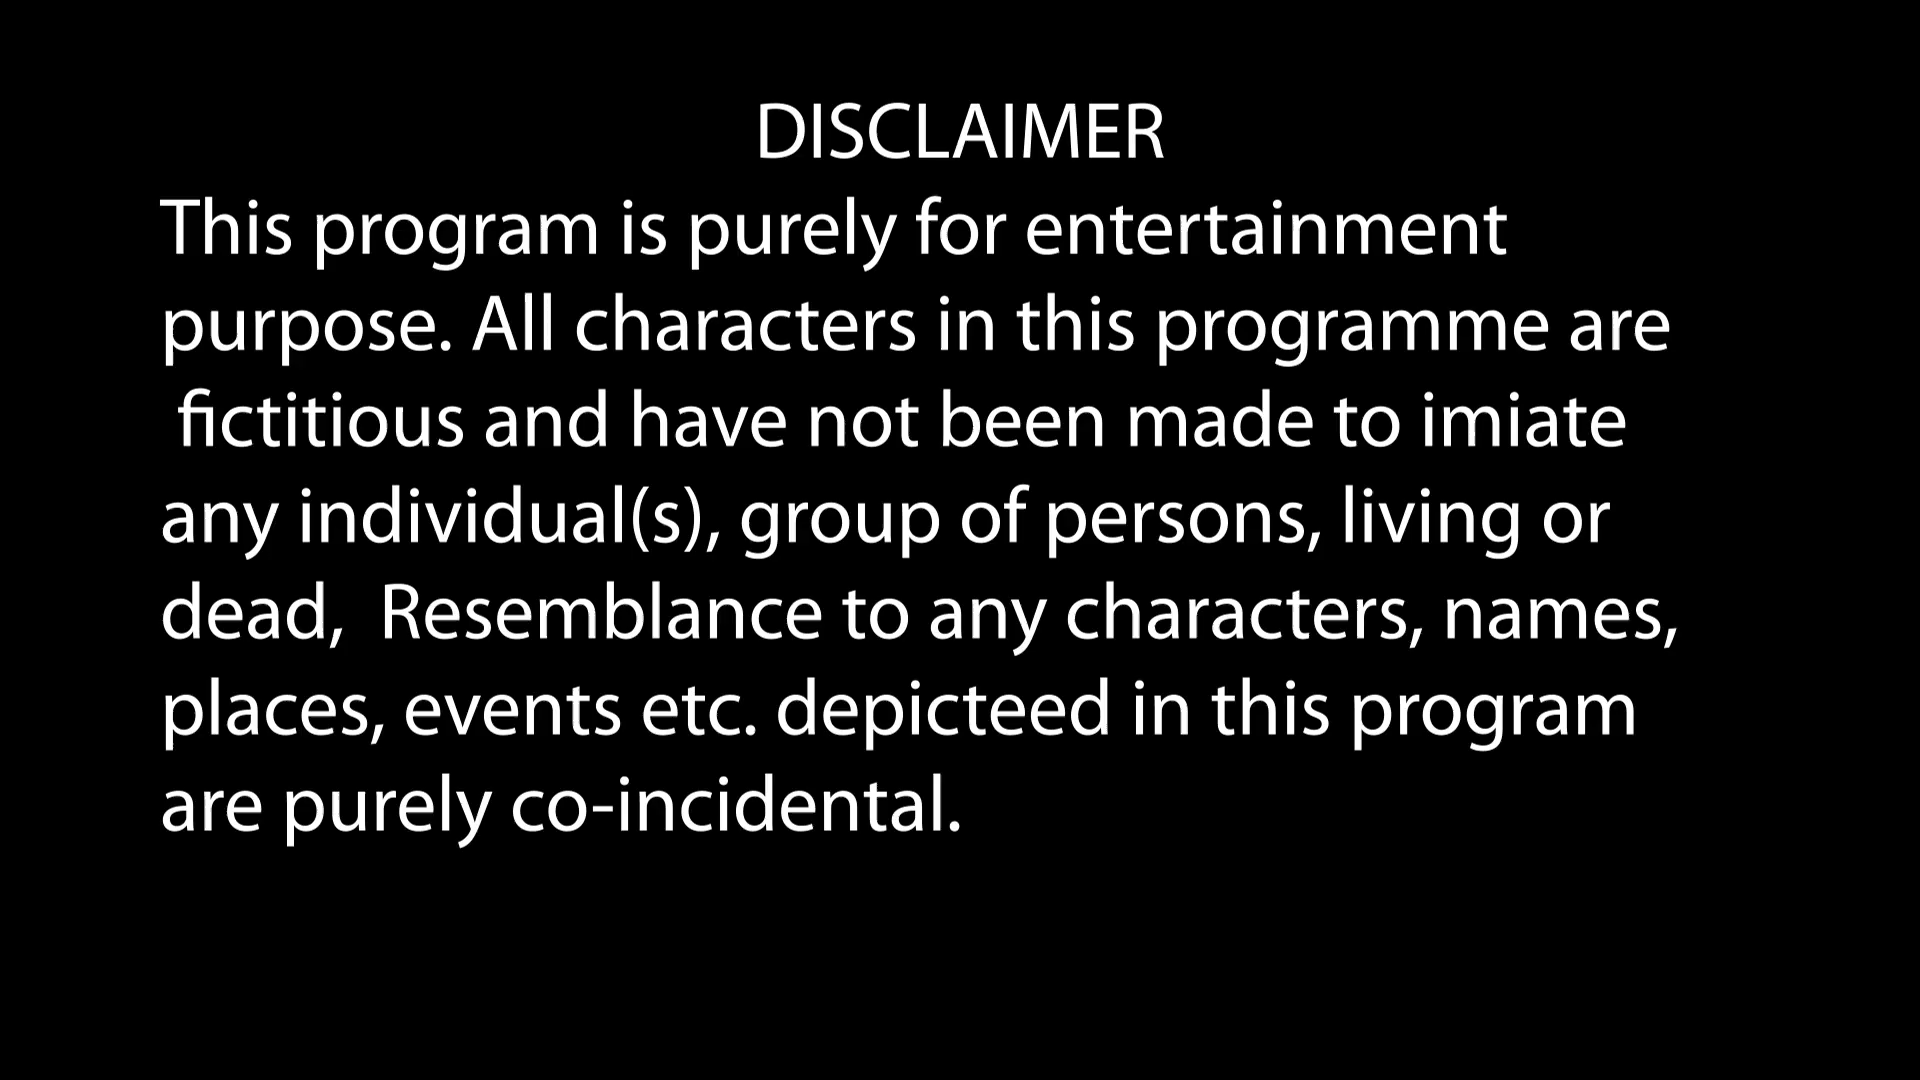 DISCLAIMER
This program is purely for entertainment
purpose. All characters in this programme are
fictitious and have not been made to imiate
any individual(s), group of persons, living or
dead,  Resemblance to any characters, names,
places, events etc. depicteed in this program
are purely co-incidental.